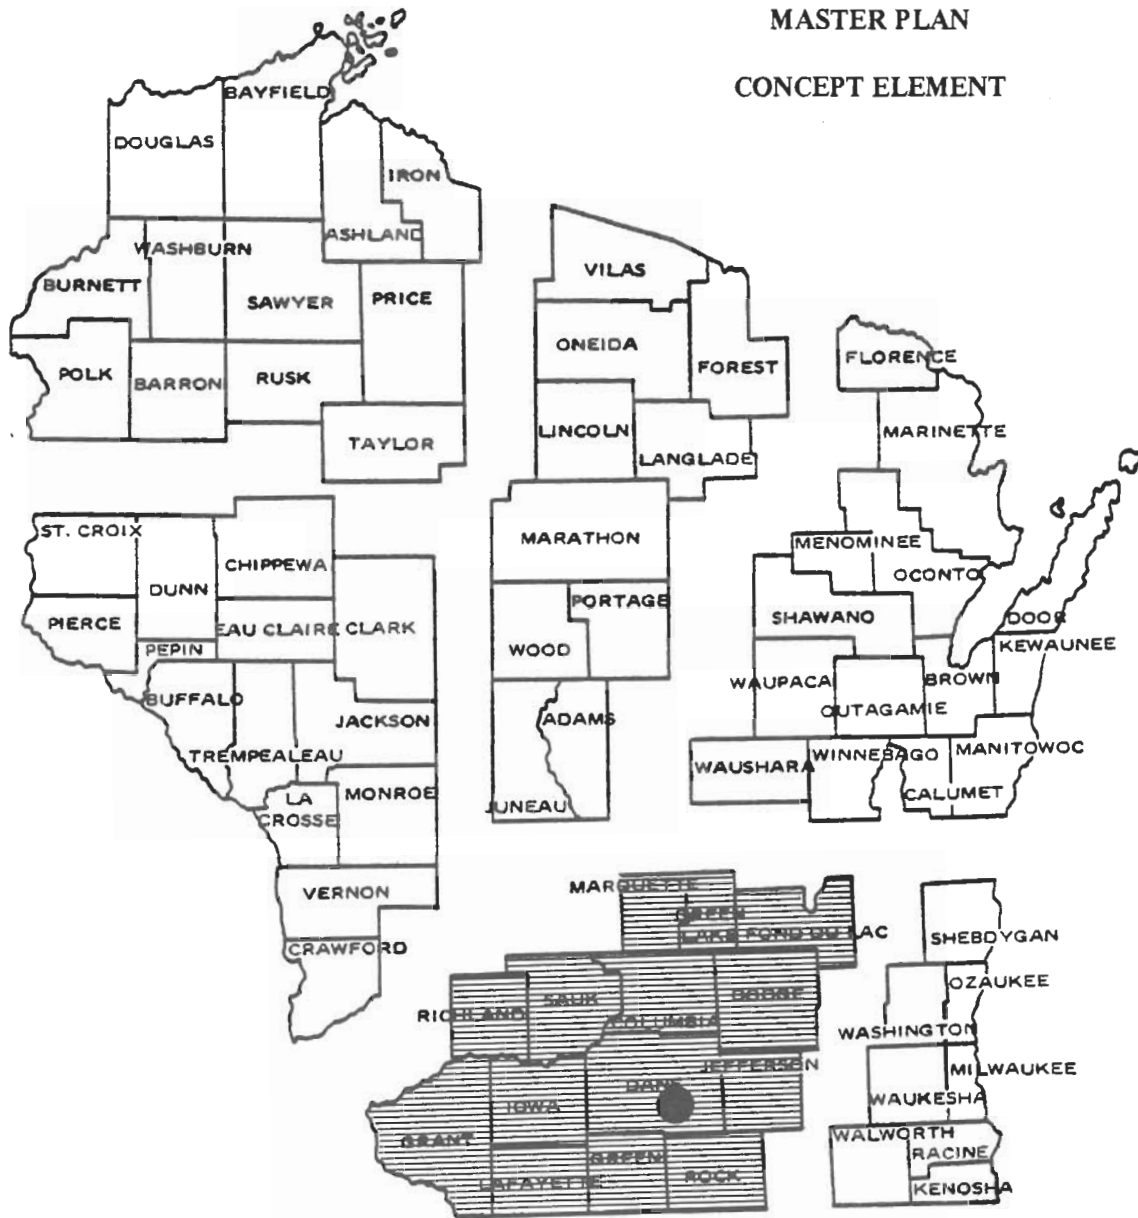 MASTER PLAN
CONCEPT ELEMENT
BAYFIELD
DOUGLAS
IRON
ASHLAND
WASHBURN
BURNETT
SAWYER
PRICE
POLK
BARRON
RUSK
TAYLOR
VILAS
ONEIDA
FOREST
LINCOLN
LANGLADE
FLORENCE
MARINETTE
ST. CROIX
CHIPPEWA
DUNN
PIERCE
EAU CLAIRE
CLARK
PEPIN
BUFFALO
JACKSON
TREMPEALEAU
LA
CROSSE
MONROE
VERNON
CRAWFORD
MARATHON
PORTAGE
WOOD
ADAMS
JUNEAU
MENOMINEE
OCONTO
SHAWANO
DOOR
KEWAUNEE
WAUPACA
BROWN
OUTAGAMIE
WAUSHARA
WINNEBAGO
MANITOWOC
CALUMET
MARQUETTE
GREEN
LAKE
FOND DU LAC
RICHLAND
SAUK
COLUMBIA
DODGE
JEFFERSON
DANE
IOWA
GRANT
LAFAYETTE
GREEN
ROCK
SHEBDYGAN
OZAUKEE
WASHINGTON
MILWAUKEE
WAUKESHA
WALWORTH
RACINE
KENOSHA